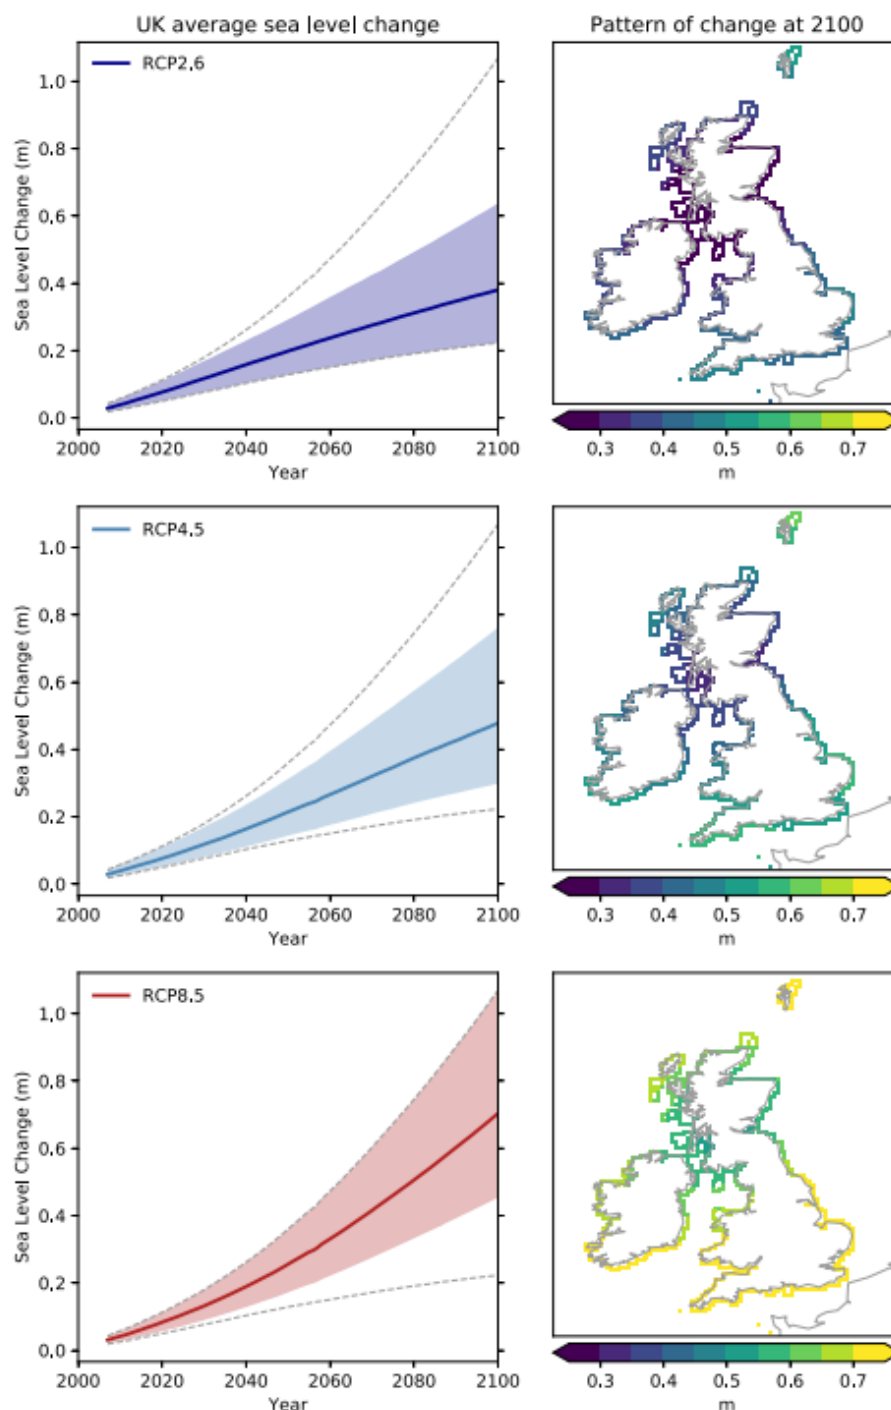 UK average sea level change
Pattern of change at 2100
RCP2.6
Sea Level Change (m)
1.0
0.8
0.6
0.4
0.2
0.0
2000 2020 2040 2060 2080 2100
Year
0.3 0.4 0.5 0.6 0.7
m
RCP4.5
Sea Level Change (m)
1.0
0.8
0.6
0.4
0.2
0.0
2000 2020 2040 2060 2080 2100
Year
0.3 0.4 0.5 0.6 0.7
m
RCP8.5
Sea Level Change (m)
1.0
0.8
0.6
0.4
0.2
0.0
2000 2020 2040 2060 2080 2100
Year
0.3 0.4 0.5 0.6 0.7
m